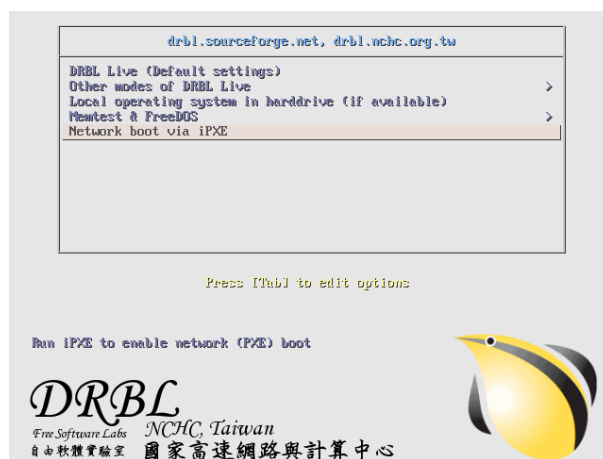 drbl.sourceforge.net, drbl.nchc.org.tw
DRBL Live (Default settings)
Other modes of DRBL Live >
Local operating system in harddrive (if available)
Memtest & FreeDOS >
Network boot via iPXE
Press [Tab] to edit options
Run iPXE to enable network (PXE) boot
DRBL
Free Software Labs NCHC, Taiwan
自由軟體實驗室 國家高速網路與計算中心